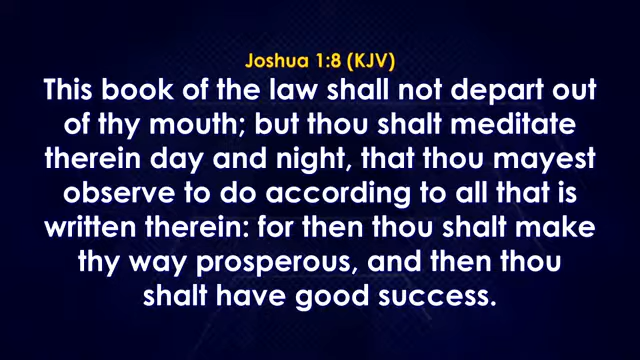 Joshua 1:8 (KJV)
This book of the law shall not depart out
of thy mouth; but thou shalt meditate
therein day and night, that thou mayest
observe to do according to all that is
written therein: for then thou shalt make
thy way prosperous, and then thou
shalt have good success.